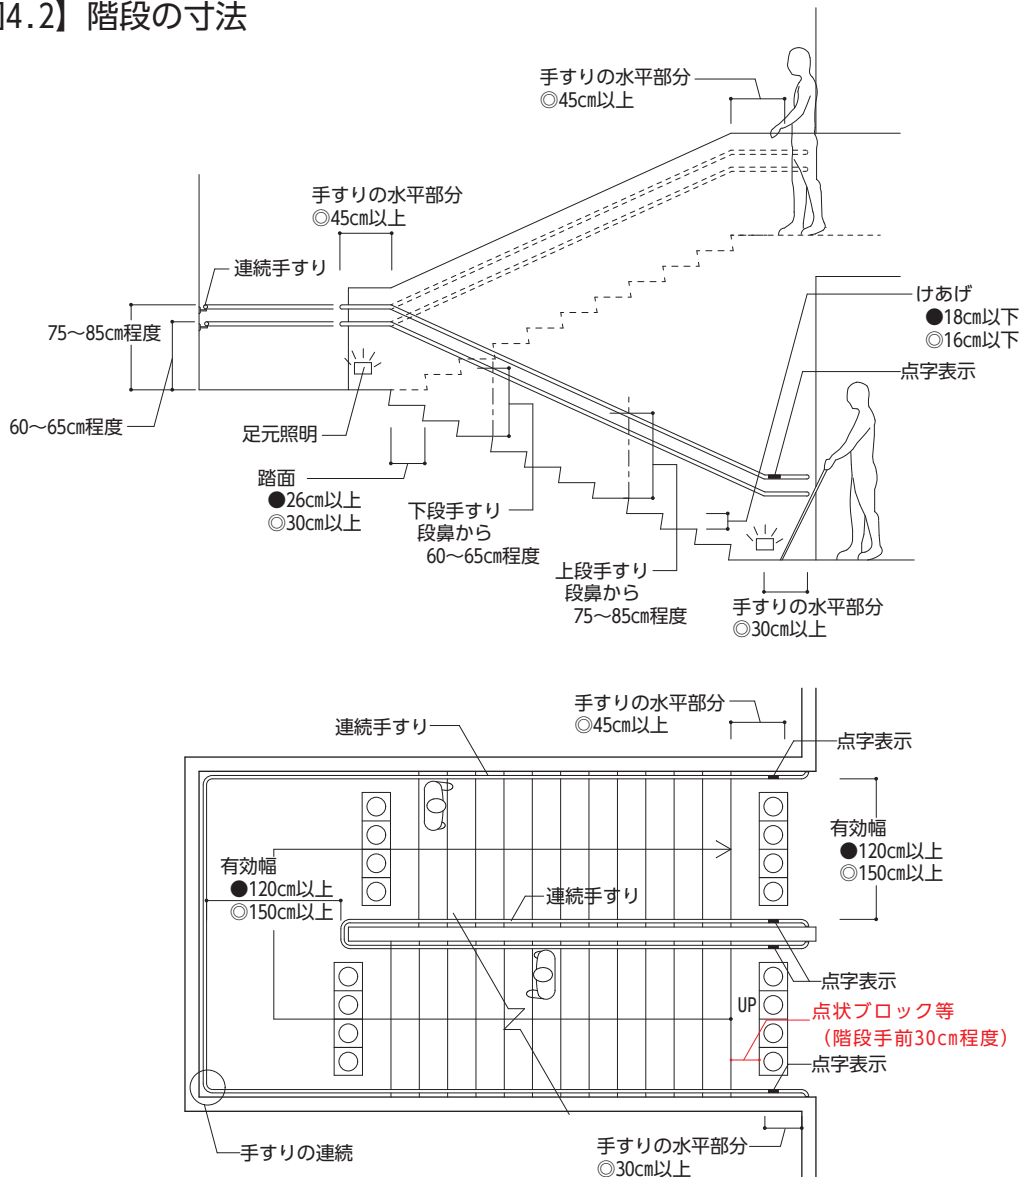 4.2】階段の寸法
手すりの水平部分
◎45cm以上
手すりの水平部分
◎45cm以上
連続手すり
75〜85cm程度
60〜65cm程度
足元照明
踏面
●26cm以上
◎30cm以上
下段手すり
段鼻から
60〜65cm程度
上段手すり
段鼻から
75〜85cm程度
けあげ
●18cm以下
◎16cm以下
点字表示
手すりの水平部分
◎30cm以上
手すりの水平部分
◎45cm以上
連続手すり
点字表示
有効幅
●120cm以上
◎150cm以上
有効幅
●120cm以上
◎150cm以上
連続手すり
点字表示
UP
点状ブロック等
(階段手前30cm程度)
点字表示
手すりの連続
手すりの水平部分
◎30cm以上